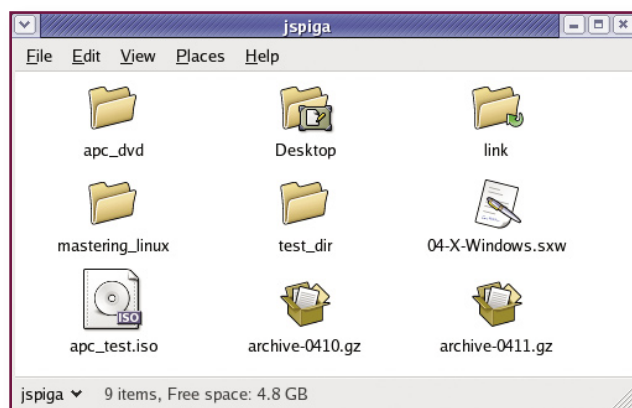 jspiga
File Edit View Places Help
apc_dvd Desktop link
mastering_linux test_dir 04-X-Windows.sxw
ISO
apc_test.iso archive-0410.gz archive-0411.gz
jspiga 9 items, Free space: 4.8 GB